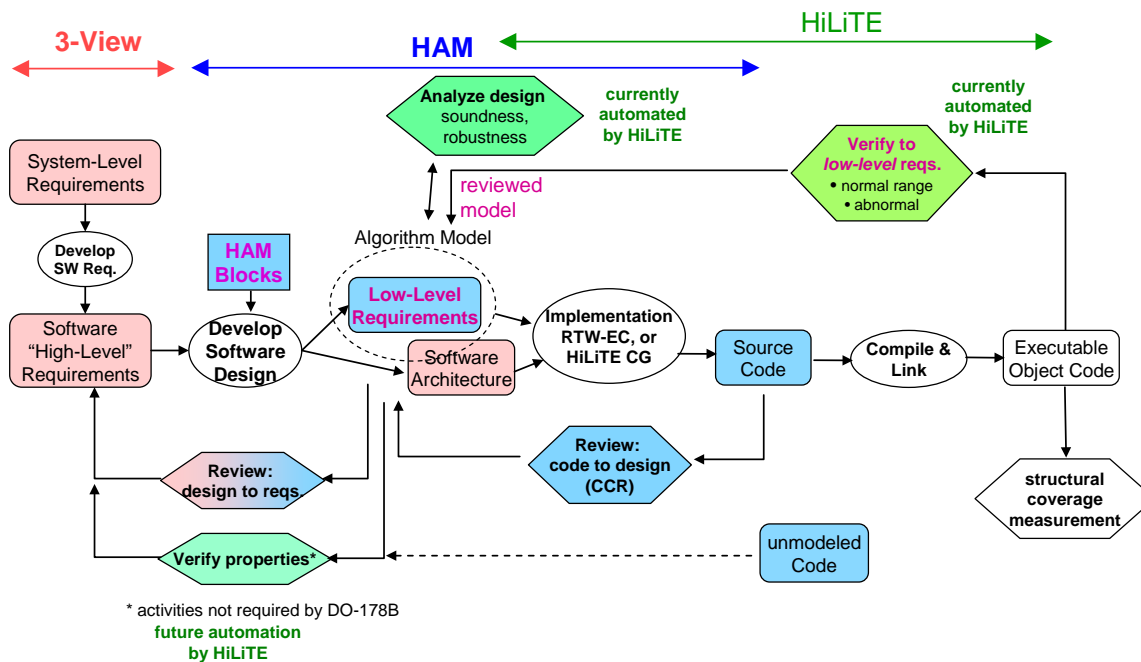 3-View
HAM
HiLiTE
Analyze design
soundness,
robustness
currently
automated
by HiLiTE
currently
automated
by HiLiTE
System-Level
Requirements
Verify to
low-level reqs.
• normal range
• abnormal
reviewed
model
Develop
SW Req.
HAM
Blocks
Algorithm Model
Low-Level
Requirements
Software
“High-Level”
Requirements
Develop
Software
Design
Software
Architecture
Implementation
RTW-EC, or
HiLiTE CG
Source
Code
Compile &
Link
Executable
Object Code
Review:
design to reqs.
Review:
code to design
(CCR)
structural
coverage
measurement
Verify properties*
unmodeled
Code
* activities not required by DO-178B
future automation
by HiLiTE